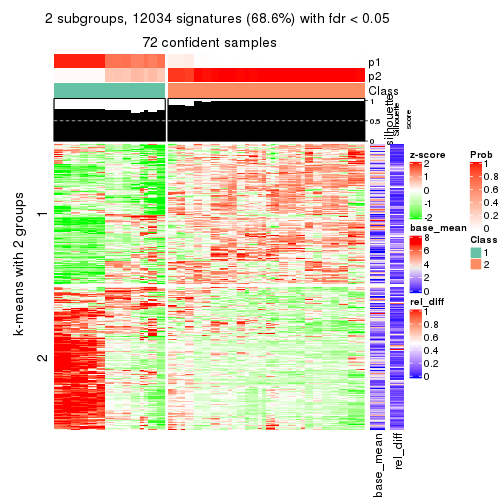 2 subgroups, 12034 signatures (68.6%) with fdr < 0.05
72 confident samples
p1
p2
Class
1
0.5
0
silhouette
Silhouette
score
k-means with 2 groups
1
2
base_mean
rel_diff
z-score
2
1
0
-1
-2
base_mean
8
6
4
2
0
rel_diff
1
0.8
0.6
0.4
0.2
0
Prob
1
0.8
0.6
0.4
0.2
0
Class
1
2